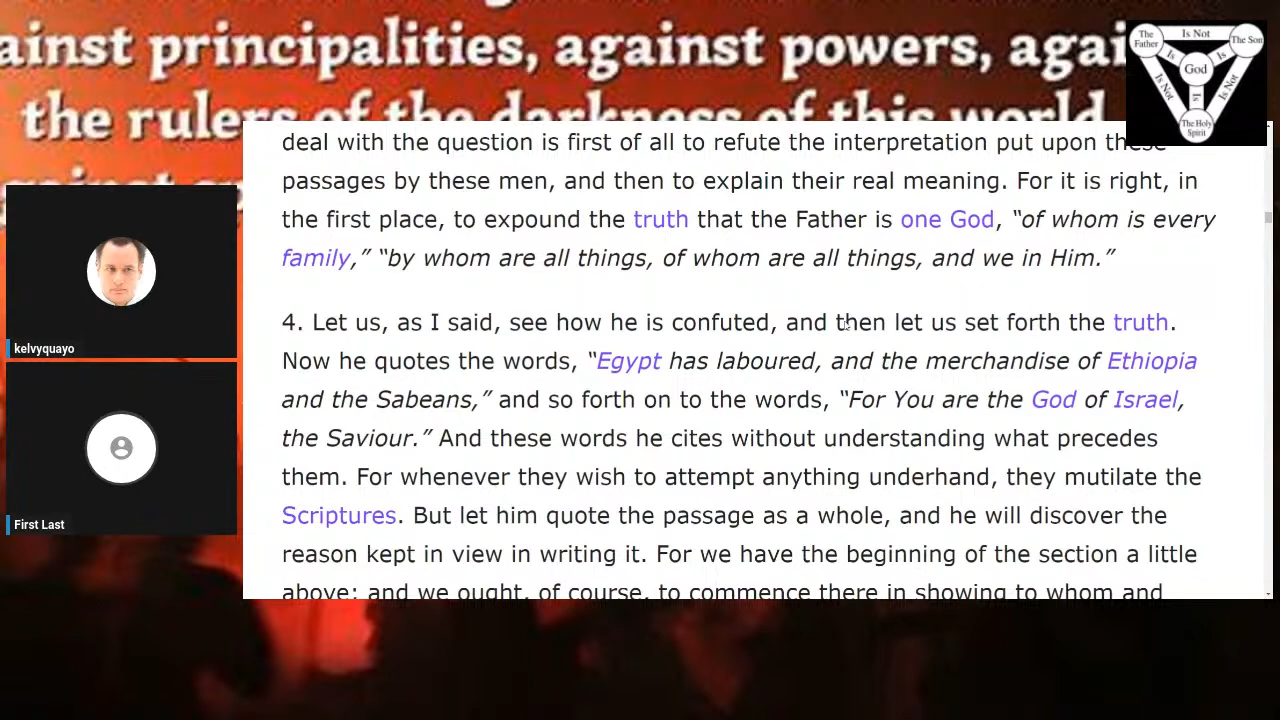 ainst principalities, against powers, agai
the rulers of the darkness of this world
The Father
Is Not
The Son
Is
Is
God
Is Not
Is
Is Not
The Holy Spirit
deal with the question is first of all to refute the interpretation put upon these
passages by these men, and then to explain their real meaning. For it is right, in
the first place, to expound the truth that the Father is one God, “of whom is every
family,” “by whom are all things, of whom are all things, and we in Him.”
4. Let us, as I said, see how he is confuted, and then let us set forth the truth.
Now he quotes the words, “Egypt has laboured, and the merchandise of Ethiopia
and the Sabeans,” and so forth on to the words, “For You are the God of Israel,
the Saviour.” And these words he cites without understanding what precedes
them. For whenever they wish to attempt anything underhand, they mutilate the
Scriptures. But let him quote the passage as a whole, and he will discover the
reason kept in view in writing it. For we have the beginning of the section a little
above; and we ought, of course, to commence there in showing to whom and
kelvyquayo
First Last